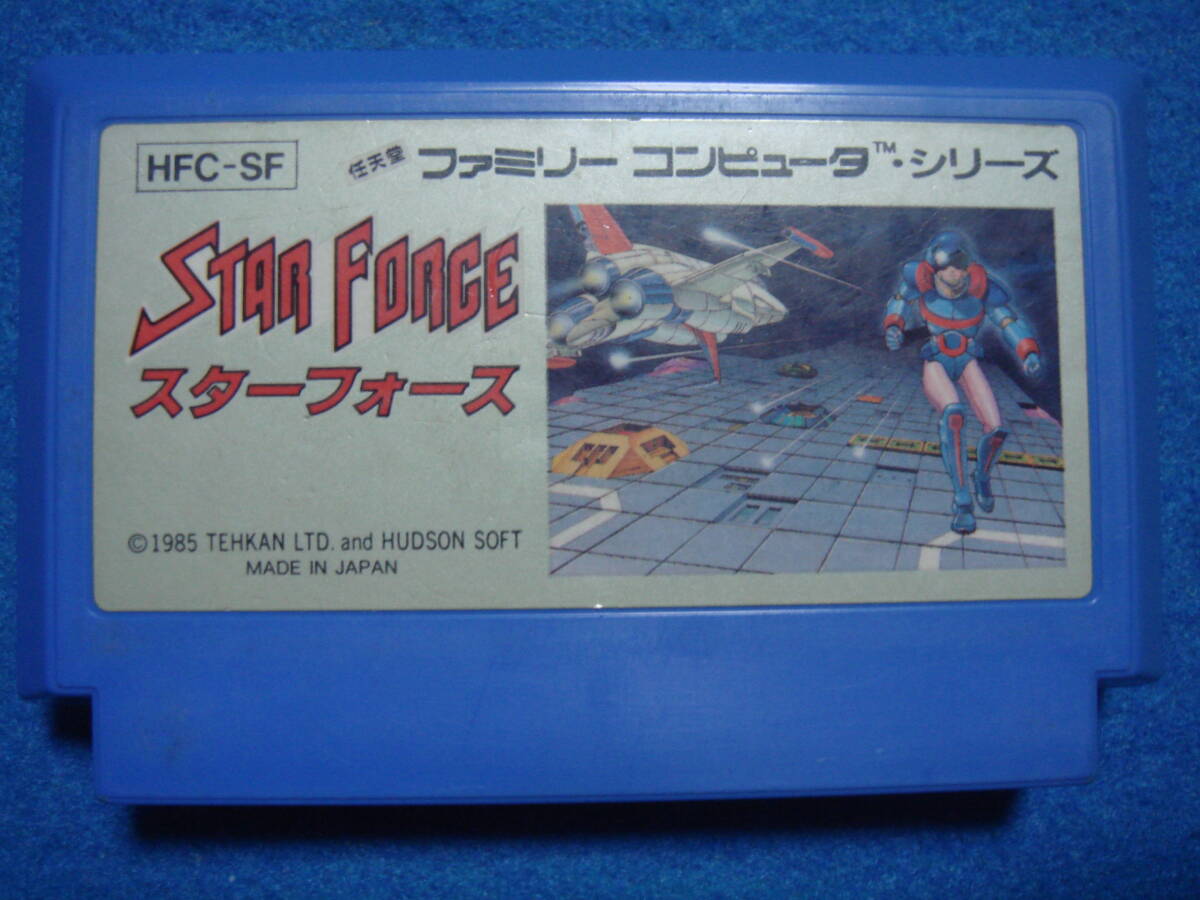 HFC-SF
任天堂 ファミリー コンピュータ™・シリーズ
STAR FORCE
スターフォース
©1985 TEHKAN LTD. and HUDSON SOFT
MADE IN JAPAN